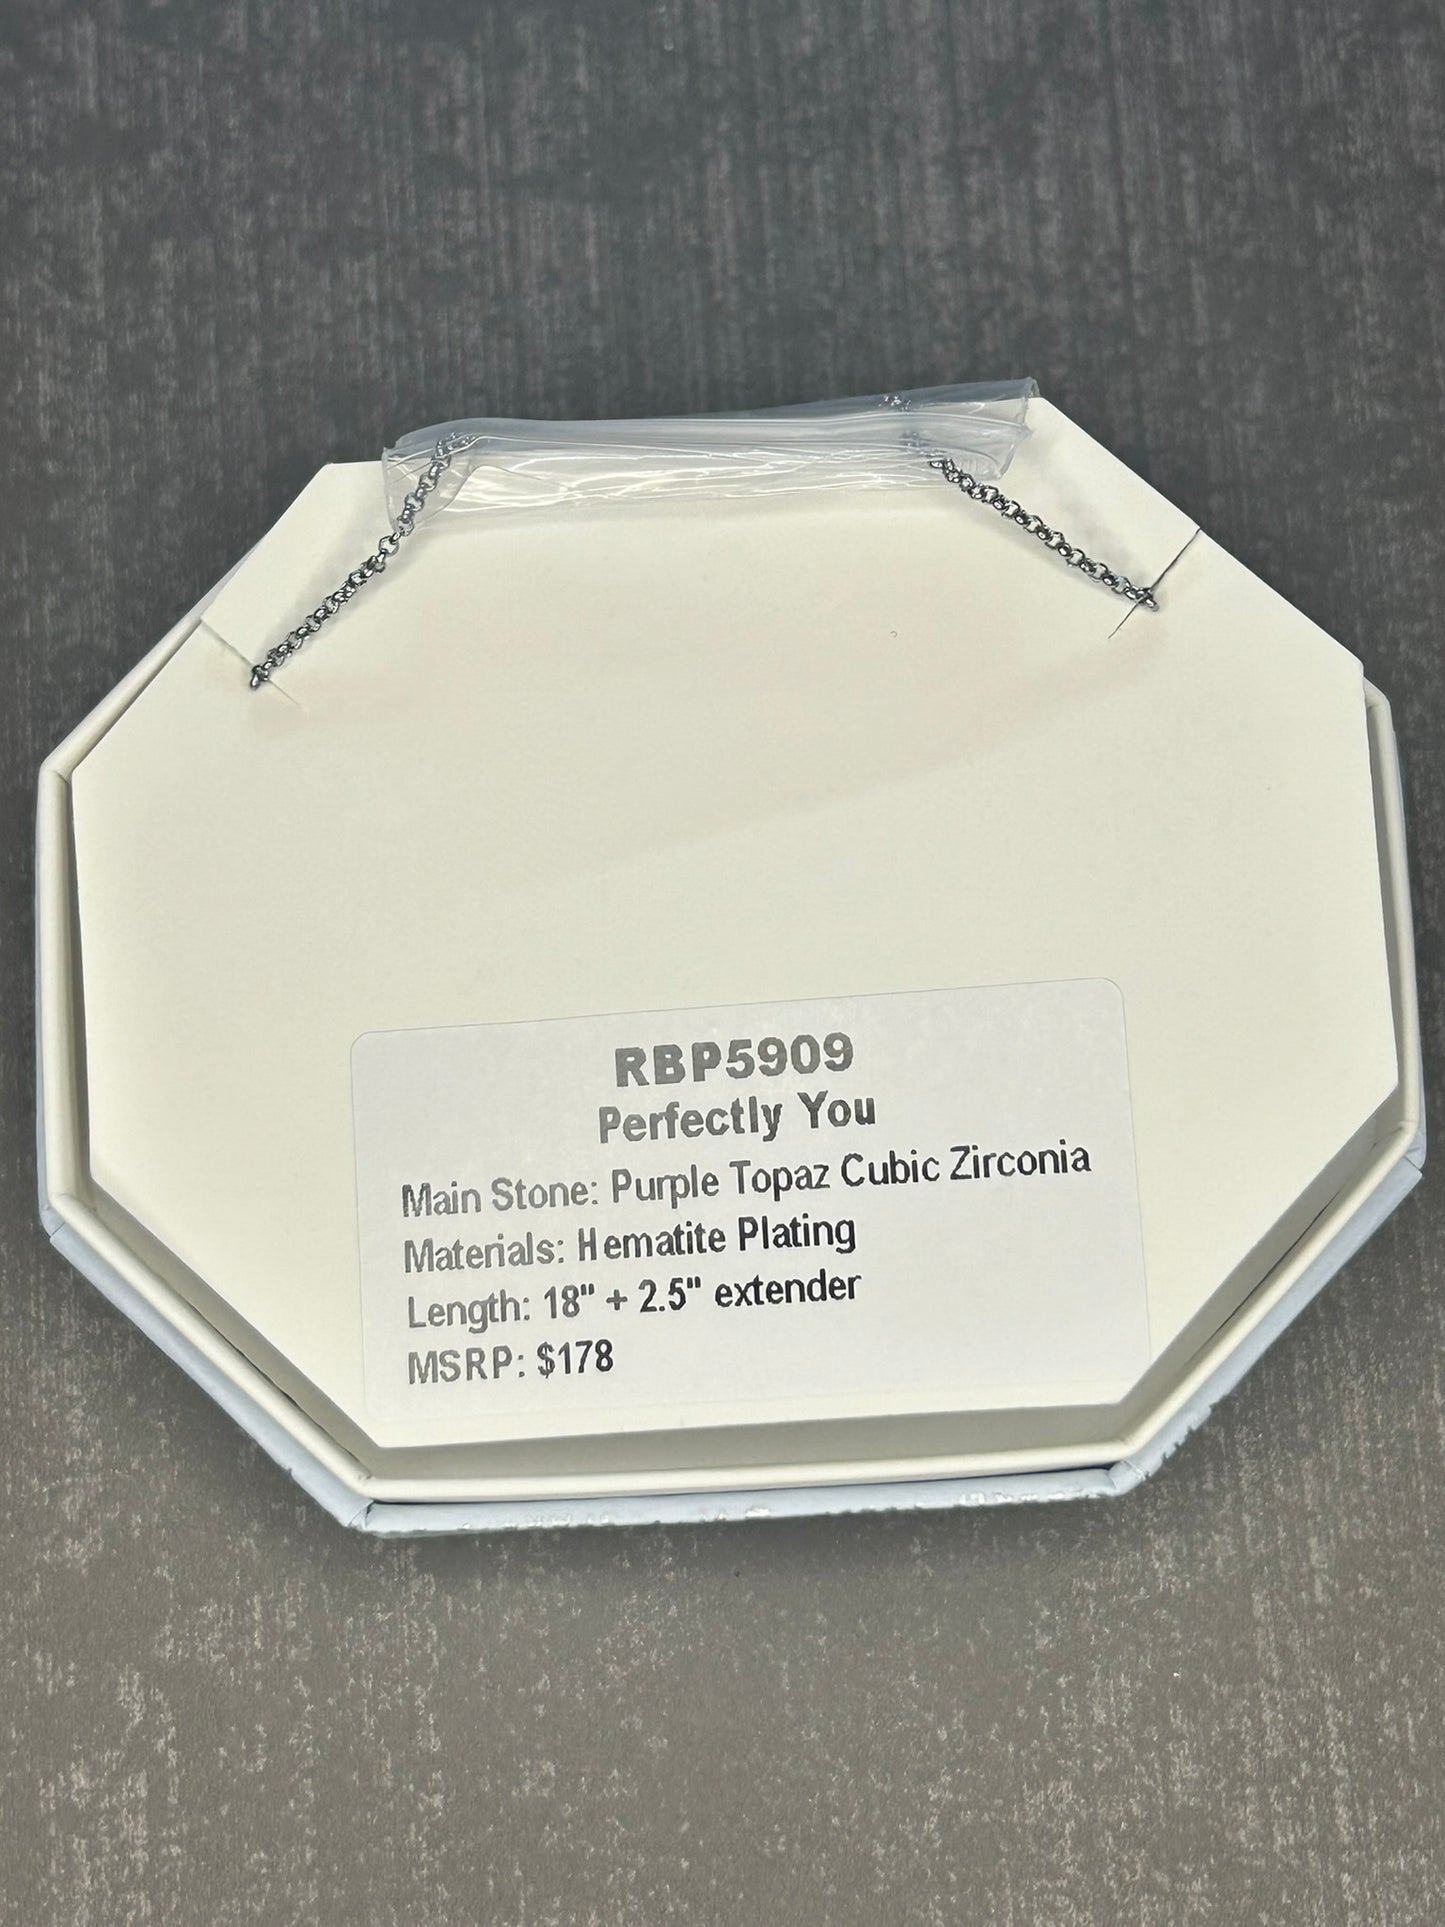 RBP5909
Perfectly You
Main Stone: Purple Topaz Cubic Zirconia
Materials: Hematite Plating
Length: 18" + 2.5" extender
MSRP: $178